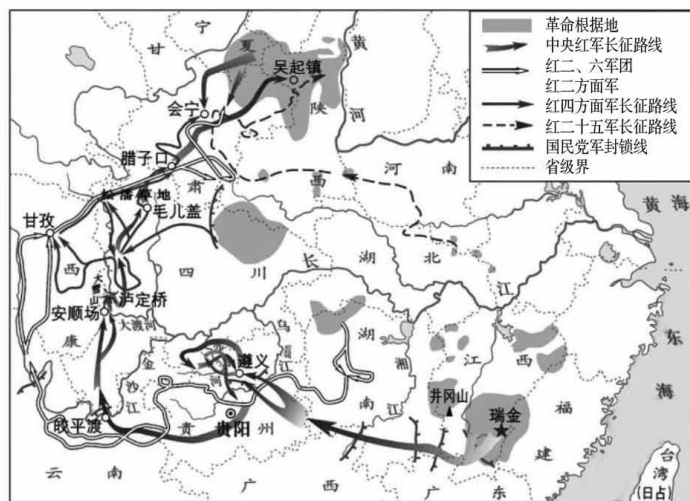 革命根据地
中央红军长征路线
红二、六军团
红二方面军
红四方面军长征路线
红二十五军长征路线
国民党军封锁线
省级界
甘
宁
夏
黄
吴起镇
会宁
陕
河
腊子口
肃
西
河
南
松潘草地
毛儿盖
甘孜
黄
海
西
四
川
长
湖
北
江
泸定桥
安顺场
大渡河
康
乌
江
湖
湘
江
西
东
海
金
沙
江
遵义
河
南
江
井冈山
瑞金
福
建
皎平渡
贵
州
贵阳
云
南
广
西
广
东
台
湾
(日占)